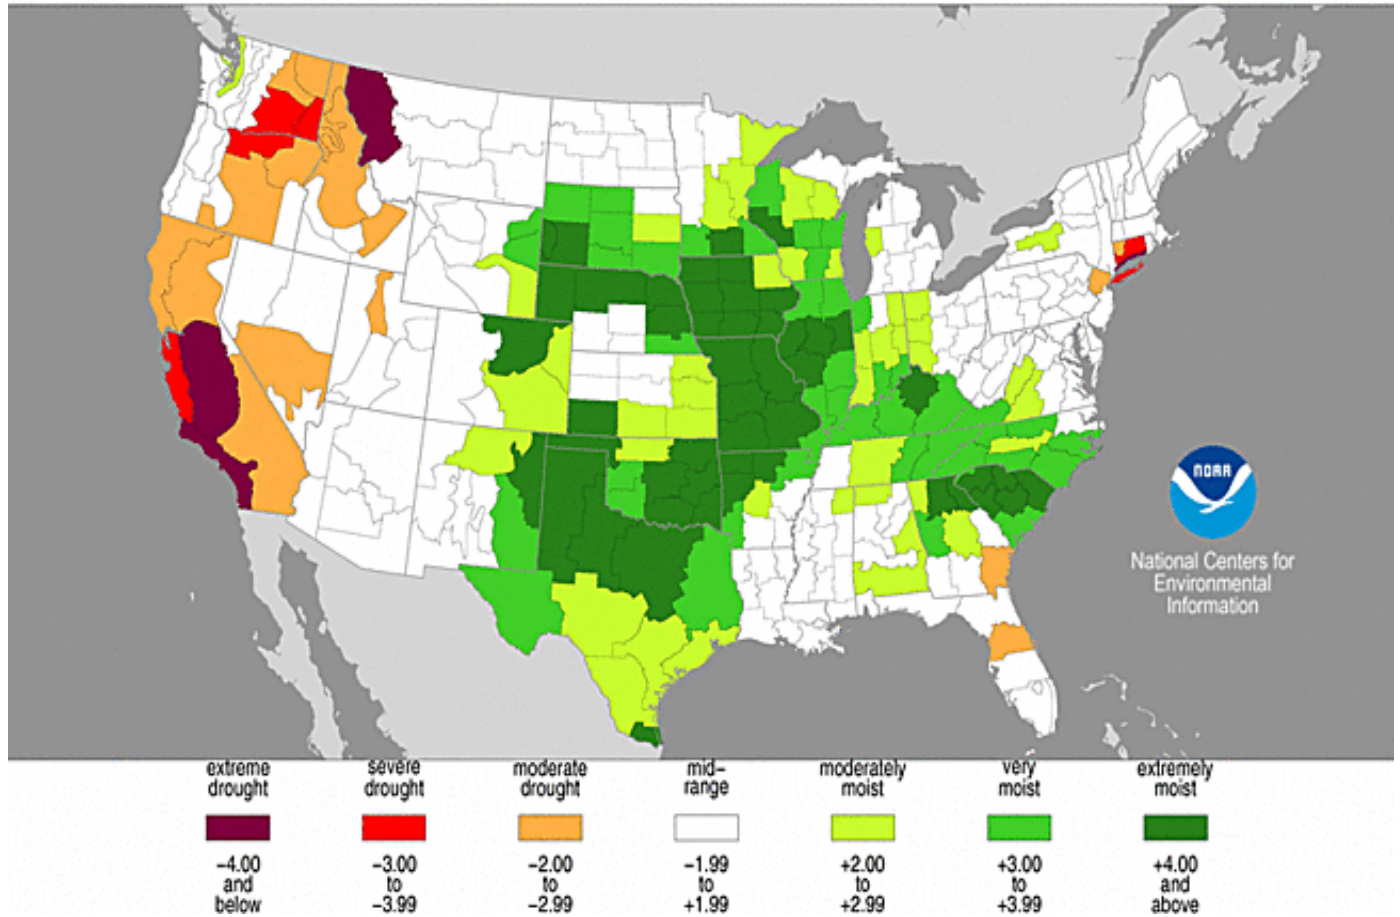 NOAA
National Centers for
Environmental
Information
extreme
drought
severe
drought
moderate
drought
mid–
range
moderately
moist
very
moist
extremely
moist
–4.00
and
below
–3.00
to
–3.99
–2.00
to
–2.99
–1.99
to
+1.99
+2.00
to
+2.99
+3.00
to
+3.99
+4.00
and
above